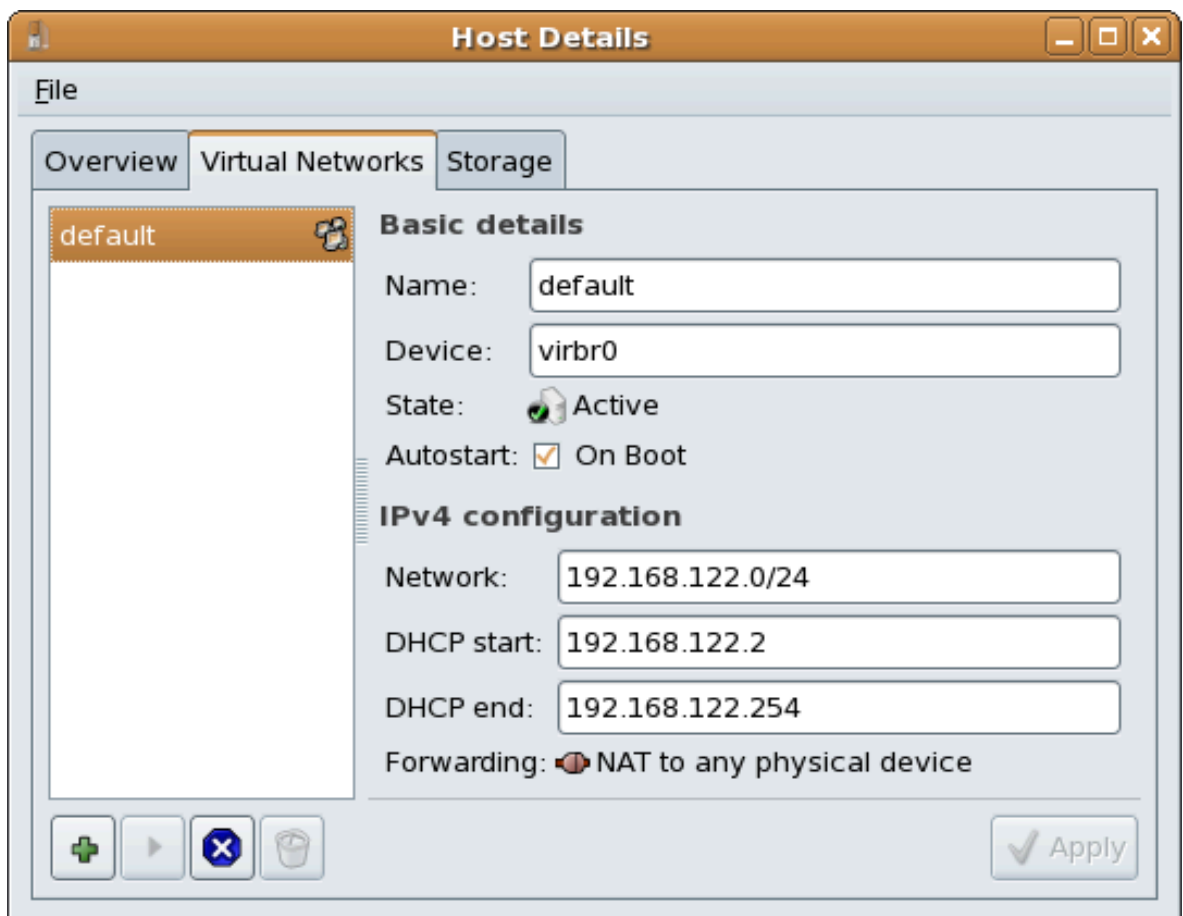 Host Details
File
Overview Virtual Networks Storage
default
Basic details
Name: default
Device: virbr0
State: Active
Autostart: On Boot
IPv4 configuration
Network: 192.168.122.0/24
DHCP start: 192.168.122.2
DHCP end: 192.168.122.254
Forwarding: NAT to any physical device
Apply